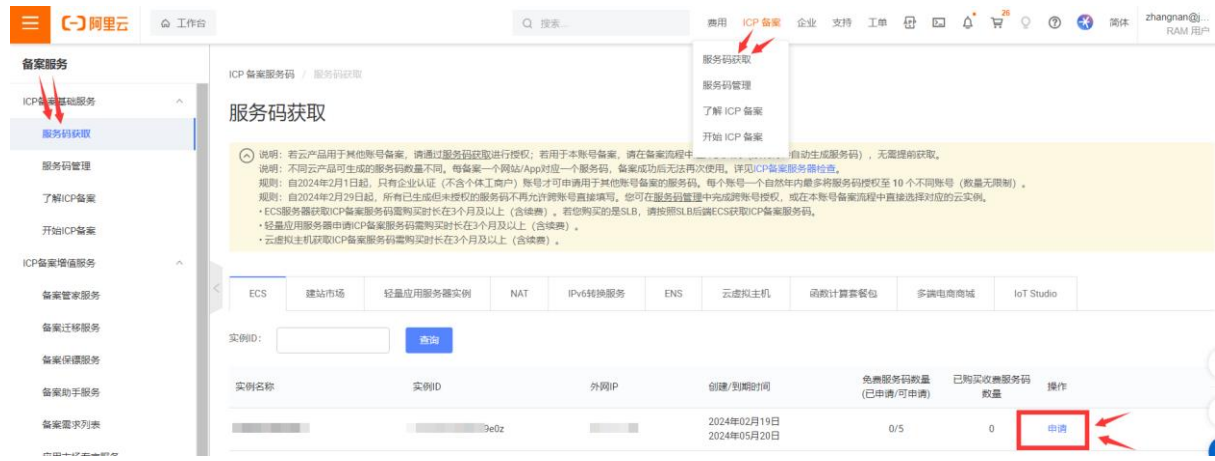 阿里云
工作台
搜索...
费用 ICP 备案 企业 支持 工单 26 简体 zhangnan@j...
RAM 用户
服务码获取
服务码管理
了解 ICP 备案
开始 ICP 备案
备案服务
ICP备案基础服务
服务码获取
服务码管理
了解ICP备案
开始ICP备案
ICP备案增值服务
备案管家服务
备案迁移服务
备案保镖服务
备案助手服务
备案需求列表
ICP 备案服务码 / 服务码获取
服务码获取
说明: 若云产品用于其他账号备案, 请通过服务码获取进行授权; 若用于本账号备案, 请在备案流程中 自动生成服务码), 无需提前获取。
说明: 不同云产品可生成的服务码数量不同。每备案一个网站/App对应一个服务码, 备案成功后无法再次使用。详见ICP备案服务器检查。
规则: 自2024年2月1日起, 只有企业认证 (不含个体工商户) 账号才可申请用于其他账号备案的服务码。每个账号一个自然年内最多将服务码授权至 10 个不同账号 (数量无限制) 。
规则: 自2024年2月29日起, 所有已生成但未授权的服务码不再允许跨账号直接填写。您可在服务码管理中完成跨账号授权, 或在本账号备案流程中直接选择对应的云实例。
• ECS服务器获取ICP备案服务码需购买时长在3个月及以上 (含续费) 。若您购买的是SLB, 请按照SLB后端ECS获取ICP备案服务码。
• 轻量应用服务器申请ICP备案服务码需购买时长在3个月及以上 (含续费) 。
• 云虚拟主机获取ICP备案服务码需购买时长在3个月及以上 (含续费) 。
ECS 建站市场 轻量应用服务器实例 NAT IPv6转换服务 ENS 云虚拟主机 函数计算套餐包 多端电商商城 IoT Studio
实例ID: 查询
实例名称 实例ID 外网IP 创建/到期时间 免费服务码数量 (已申请/可申请) 已购买收费服务码数量 操作
9e0z 2024年02月19日 0/5 0 申请
2024年05月20日